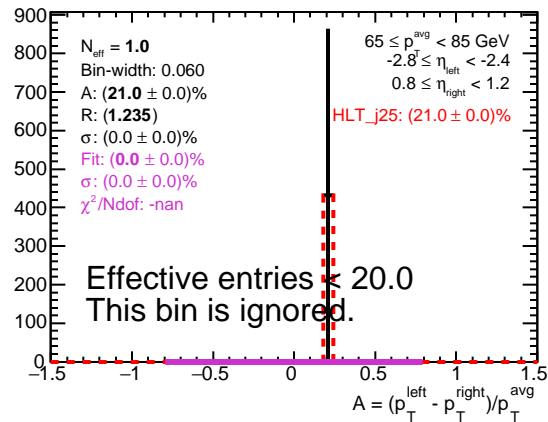 900
800
700
600
500
400
300
200
100
0
N_eff = 1.0
Bin-width: 0.060
A: (21.0 ± 0.0)%
R: (1.235)
σ: (0.0 ± 0.0)%
Fit: (0.0 ± 0.0)%
σ: (0.0 ± 0.0)%
χ²/Ndof: -nan
65 ≤ p_T^avg < 85 GeV
-2.8 ≤ η_left < -2.4
0.8 ≤ η_right < 1.2
HLT_j25: (21.0 ± 0.0)%
Effective entries < 20.0
This bin is ignored.
−1.5 −1 −0.5 0 0.5 1 1.5
A = (p_T^left - p_T^right)/p_T^avg